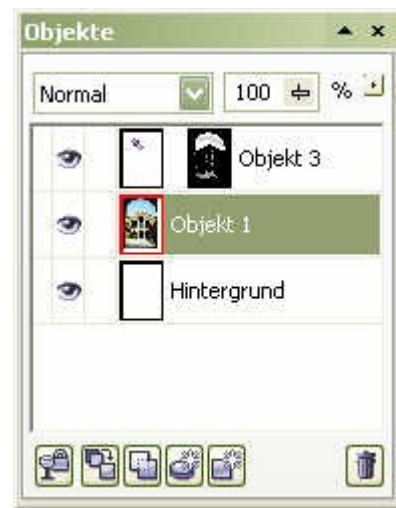 Objekte
Normal 100 %
Objekt 3
Objekt 1
Hintergrund